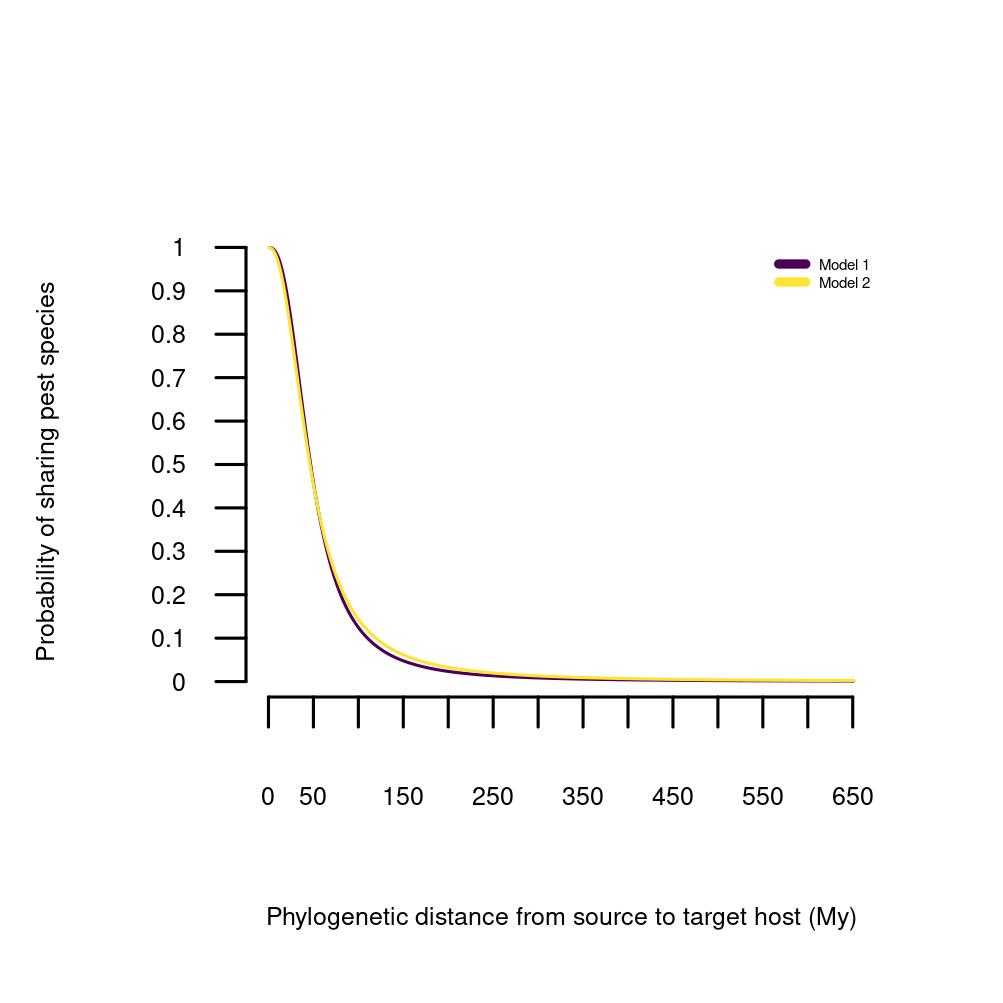 Probability of sharing pest species
1
0.9
0.8
0.7
0.6
0.5
0.4
0.3
0.2
0.1
0
Model 1
Model 2
0 50 150 250 350 450 550 650
Phylogenetic distance from source to target host (My)